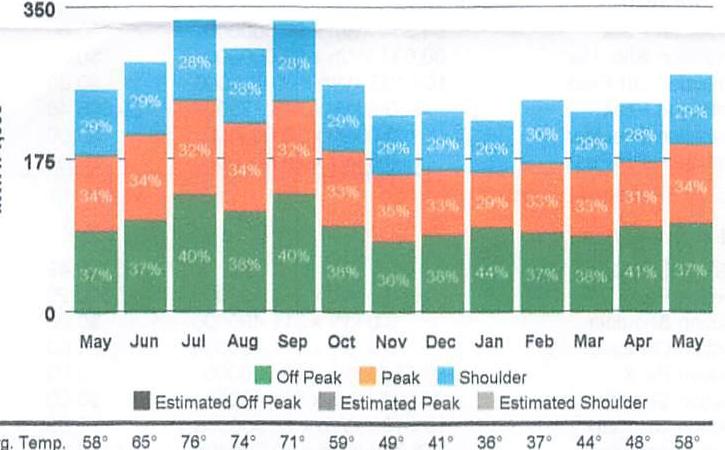 350
28% 28%
29% 28% 29%
29% 29% 29% 29% 26% 30% 29% 28%
175
34% 34% 32% 34% 32% 33% 35% 33% 29% 33% 33% 31% 34%
37% 37% 40% 38% 40% 38% 36% 38% 44% 37% 38% 41% 37%
0
May Jun Jul Aug Sep Oct Nov Dec Jan Feb Mar Apr May
Off Peak Peak Shoulder
Estimated Off Peak Estimated Peak Estimated Shoulder
Temp. 58° 65° 76° 74° 71° 59° 49° 41° 36° 37° 44° 48° 58°